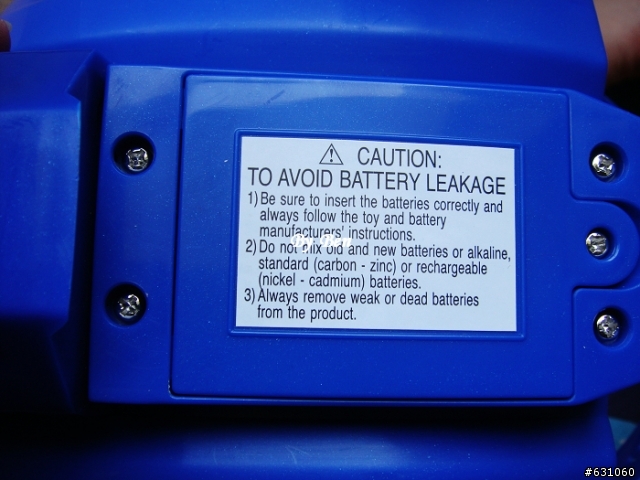 CAUTION:
TO AVOID BATTERY LEAKAGE
1) Be sure to insert the batteries correctly and
always follow the toy and battery
manufacturers' instructions.
2) Do not mix old and new batteries or alkaline,
standard (carbon - zinc) or rechargeable
(nickel - cadmium) batteries.
3) Always remove weak or dead batteries
from the product.
By Ben
#631060